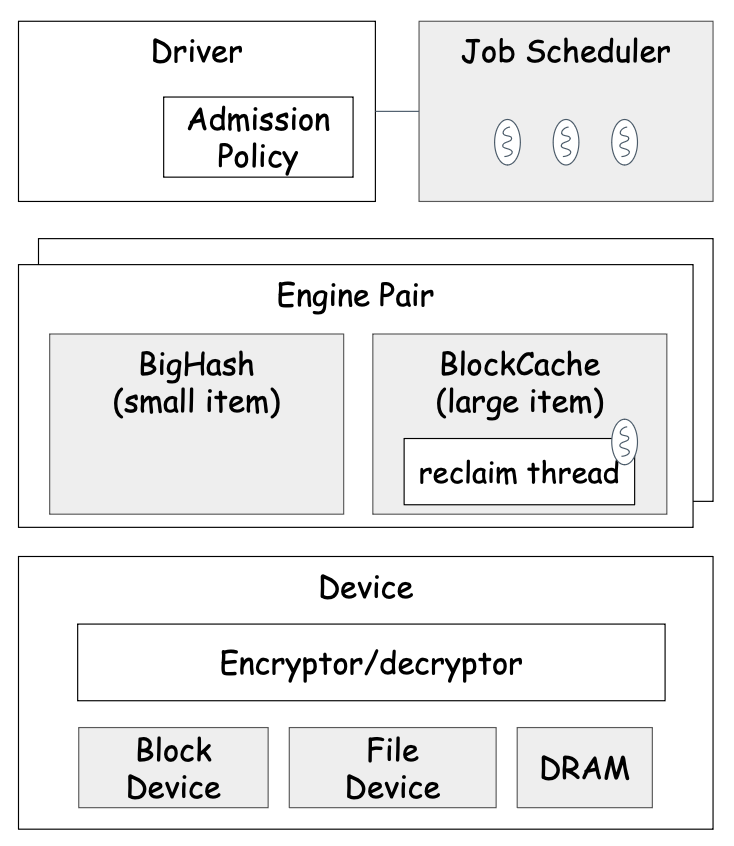 Driver
Job Scheduler
Admission
Policy
Engine Pair
BigHash
(small item)
BlockCache
(large item)
reclaim thread
Device
Encryptor/decryptor
Block
Device
File
Device
DRAM